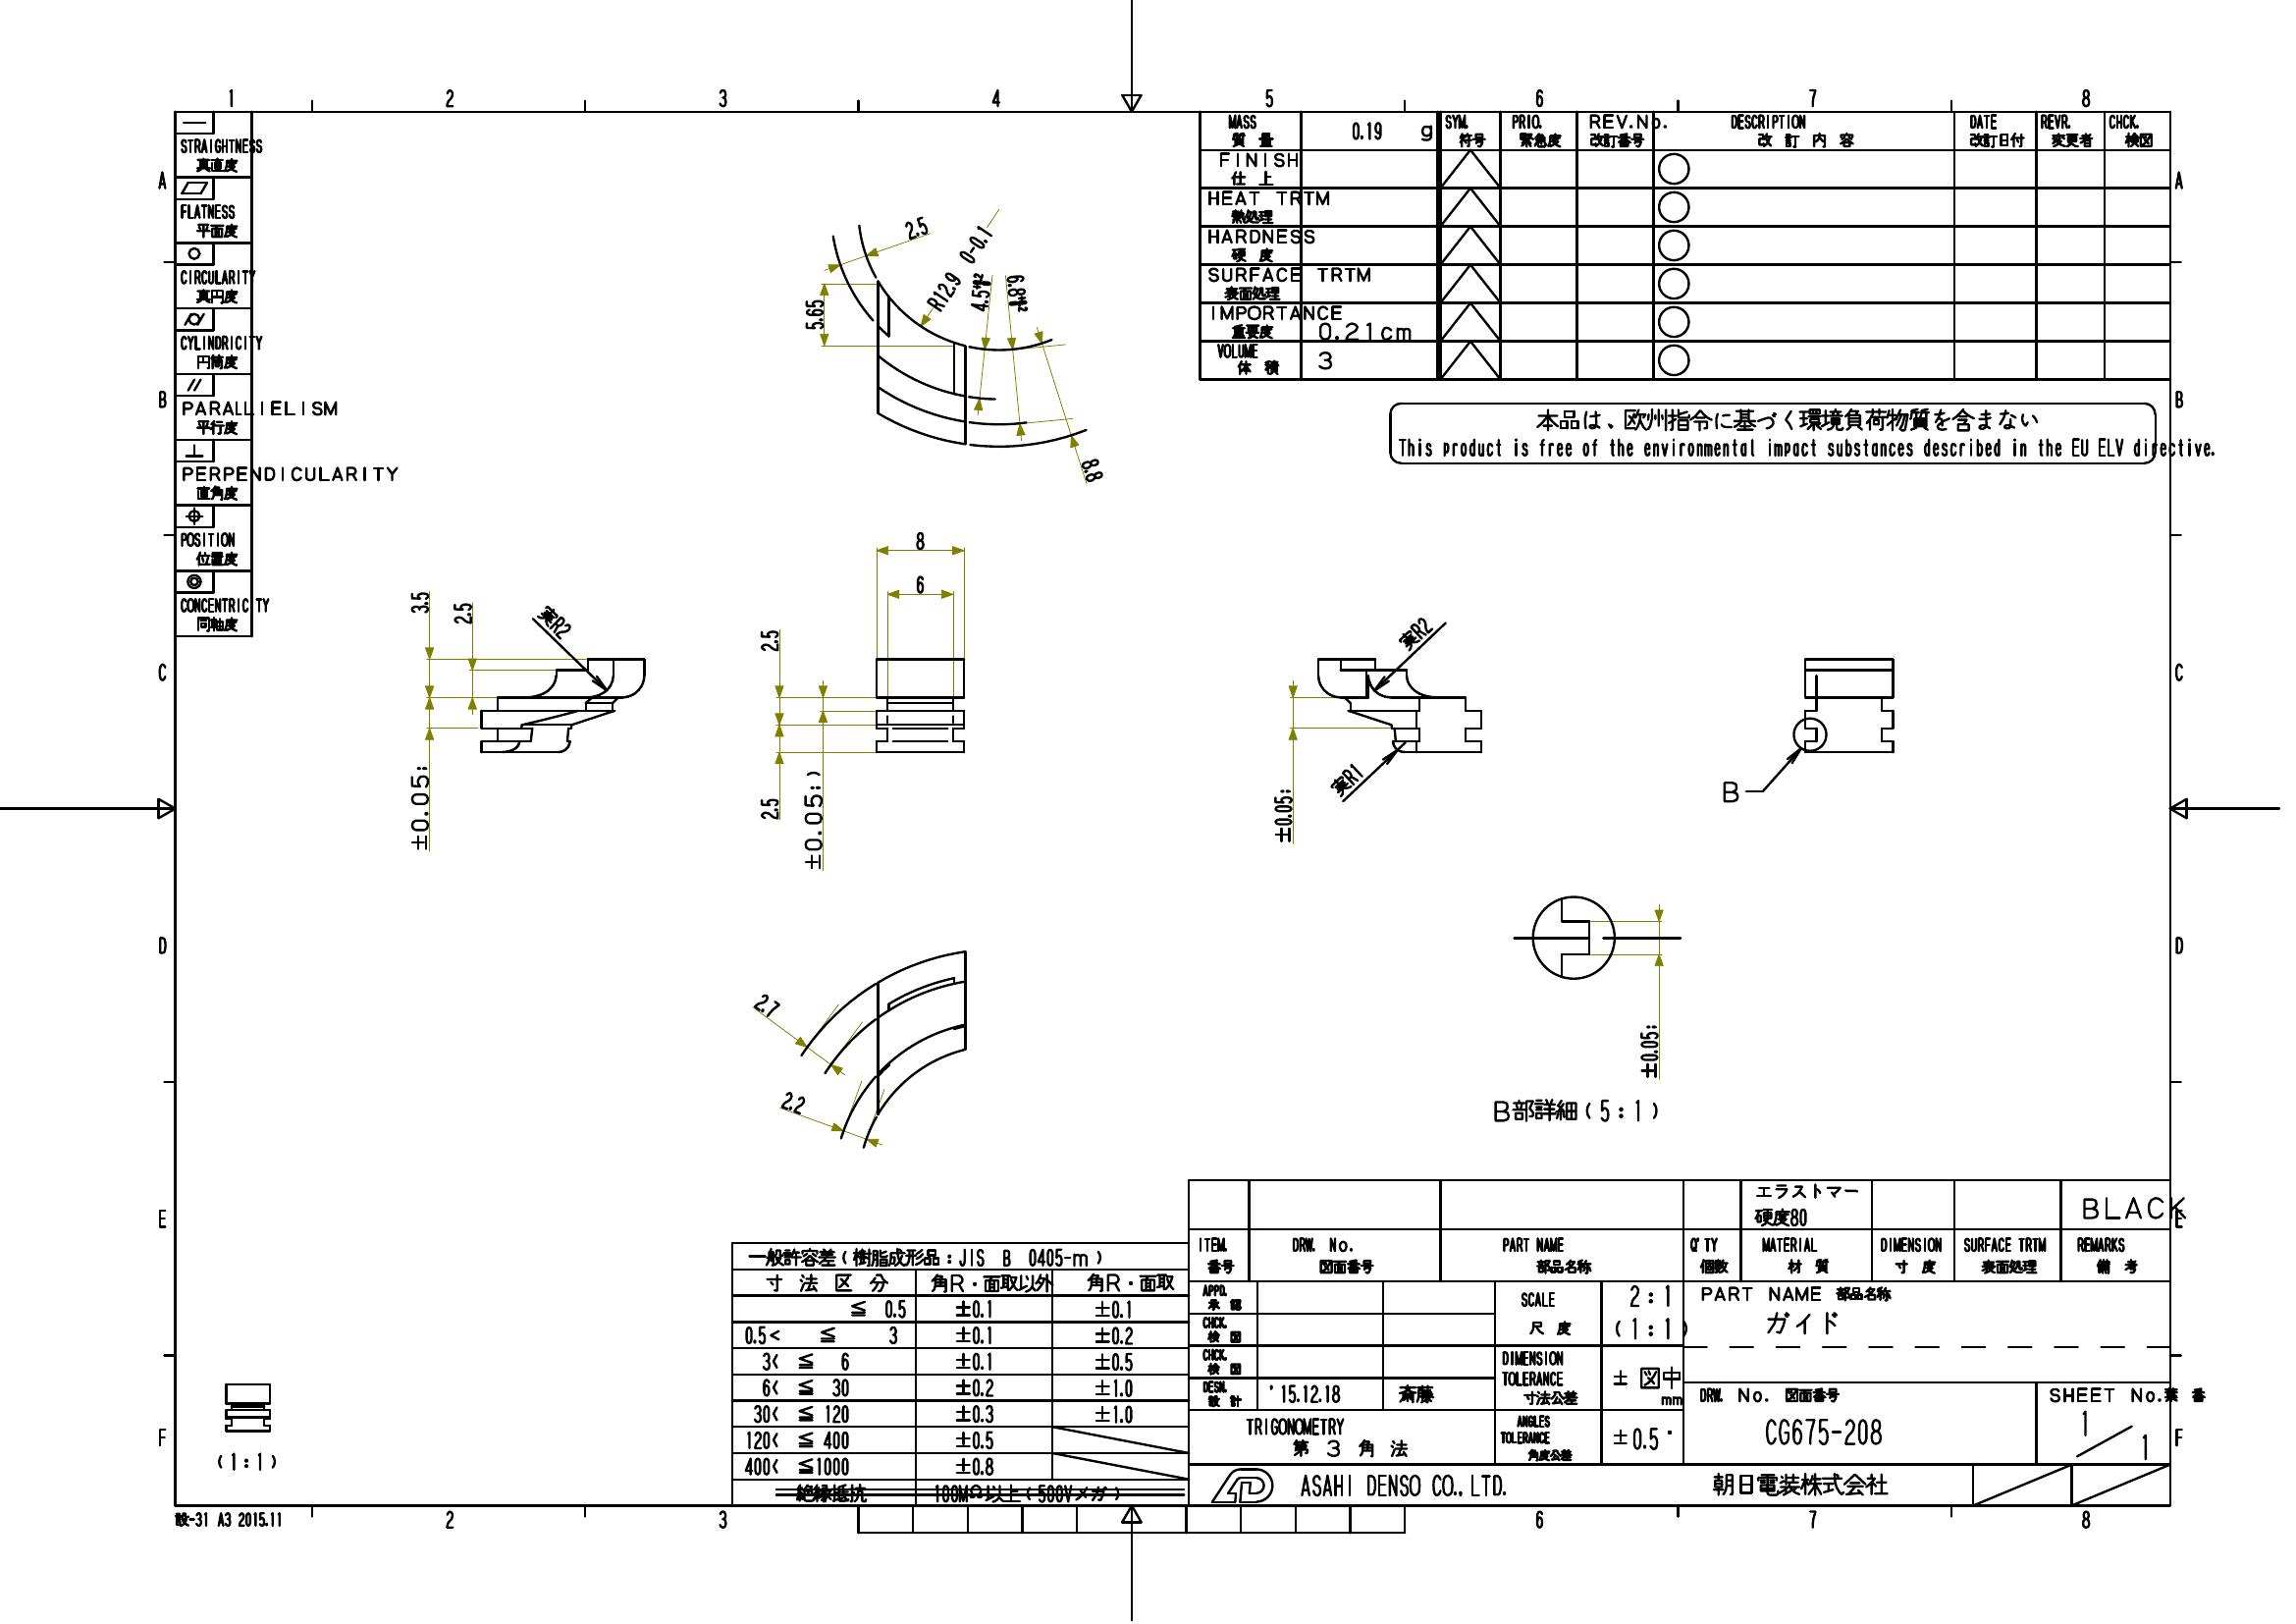 1 2 3 4 5 6 7 8
A
B
C
D
E
F
STRAIGHTNESS
真直度
FLATNESS
平面度
CIRCULARITY
真円度
CYLINDRICITY
円筒度
PARALLIELISM
平行度
PERPENDICULARITY
直角度
POSITION
位置度
CONCENTRICITY
同軸度
MASS 0.19 g SYM. PRIO. REV.No. DESCRIPTION DATE REVR. CHCK.
質量 符号 緊急度 改訂番号 改訂内容 改訂日付 変更者 検図
FINISH
仕上
HEAT TRTM
熱処理
HARDNESS
硬度
SURFACE TRTM
表面処理
IMPORTANCE
重要度 0.21cm
VOLUME
体積 3
A
B
C
D
E
F
本品は、欧州指令に基づく環境負荷物質を含まない
This product is free of the environmental impact substances described in the EU ELV directive.
2.5
R12.9 0-0.1
5.65
4.5
6.8
8.8
8
6
3.5
2.5
実R2
±0.05:
2.5
2.5
±0.05:)
実R2
実R1
±0.05:
B
±0.05:
B部詳細(5:1)
2.7
2.2
(1:1)
一般許容差(樹脂成形品:JIS B 0405-m)
寸法区分 角R・面取以外 角R・面取
≦ 0.5 ±0.1 ±0.1
0.5< ≦ 3 ±0.1 ±0.2
3< ≦ 6 ±0.1 ±0.5
6< ≦ 30 ±0.2 ±1.0
30< ≦ 120 ±0.3 ±1.0
120< ≦ 400 ±0.5
400< ≦1000 ±0.8
絶縁抵抗 100MΩ以上(500Vメガ)
エラストマー
硬度80
BLACK
ITEM. DRW. No. PART NAME Q'TY MATERIAL DIMENSION SURFACE TRTM REMARKS
番号 図面番号 部品名称 個数 材質 寸度 表面処理 備考
APPD.
承認
CHCK.
検図
CHCK.
検図
DESN.
設計
'15.12.18 斎藤
SCALE 2:1
尺度 (1:1)
DIMENSION
TOLERANCE
寸法公差
± 図中
mm
TRIGONOMETRY
第3角法
ANGLES
TOLERANCE
角度公差
±0.5°
PART NAME 部品名称
ガイド
DRW. No. 図面番号
CG675-208
SHEET No.葉番
1/1
ASAHI DENSO CO., LTD. 朝日電装株式会社
設-31 A3 2015.11
2 3 6 7 8